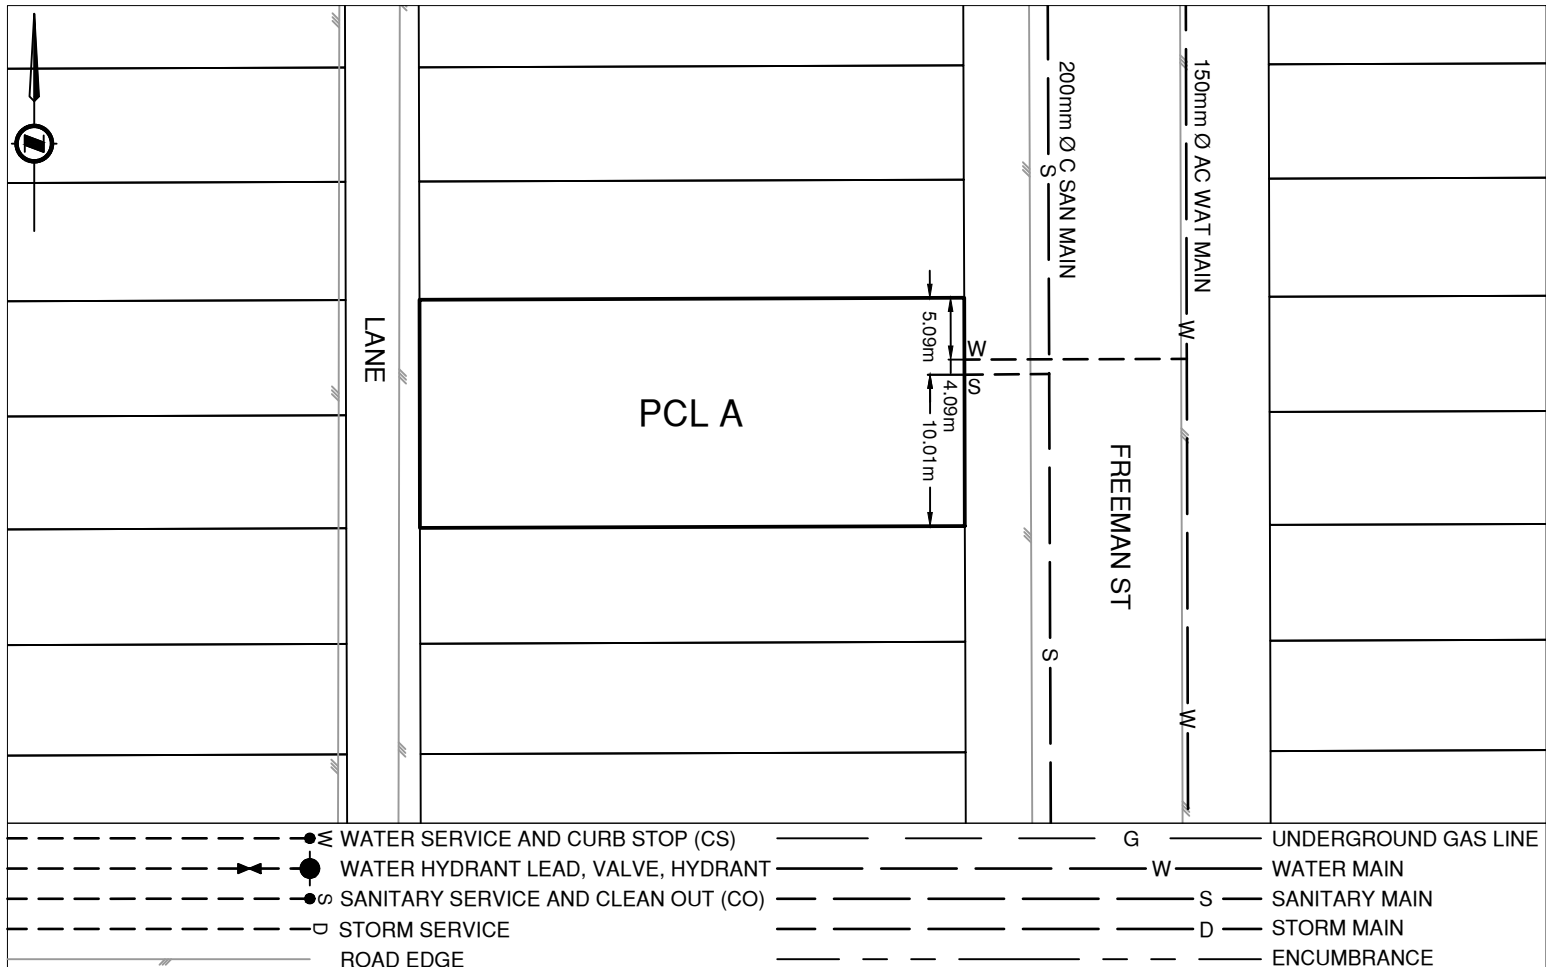 200mm Ø C SAN MAIN
S
150mm Ø AC WAT MAIN
W
LANE
PCL A
5.09m
4.09m
10.01m
W
S
FREEMAN ST
S
W
W WATER SERVICE AND CURB STOP (CS)
WATER HYDRANT LEAD, VALVE, HYDRANT
S SANITARY SERVICE AND CLEAN OUT (CO)
D STORM SERVICE
ROAD EDGE
G UNDERGROUND GAS LINE
W WATER MAIN
S SANITARY MAIN
D STORM MAIN
ENCUMBRANCE